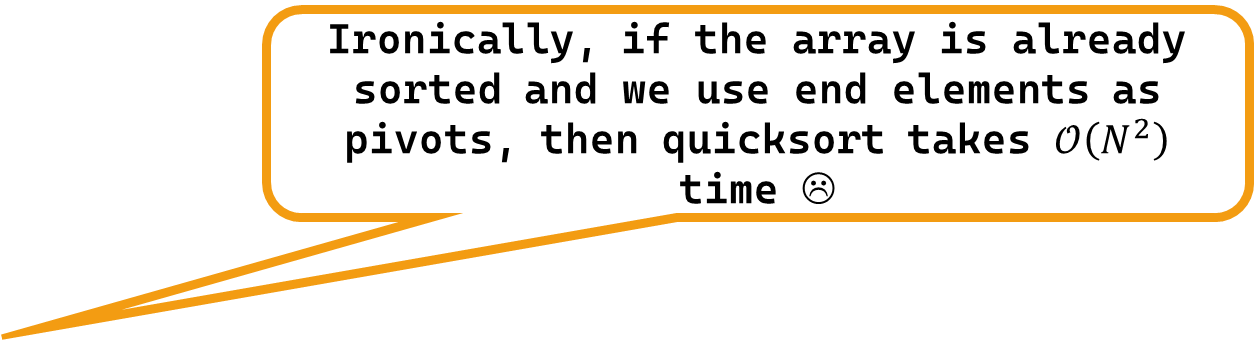 Ironically, if the array is already
sorted and we use end elements as
pivots, then quicksort takes 𝒪(𝑁²)
time ☹